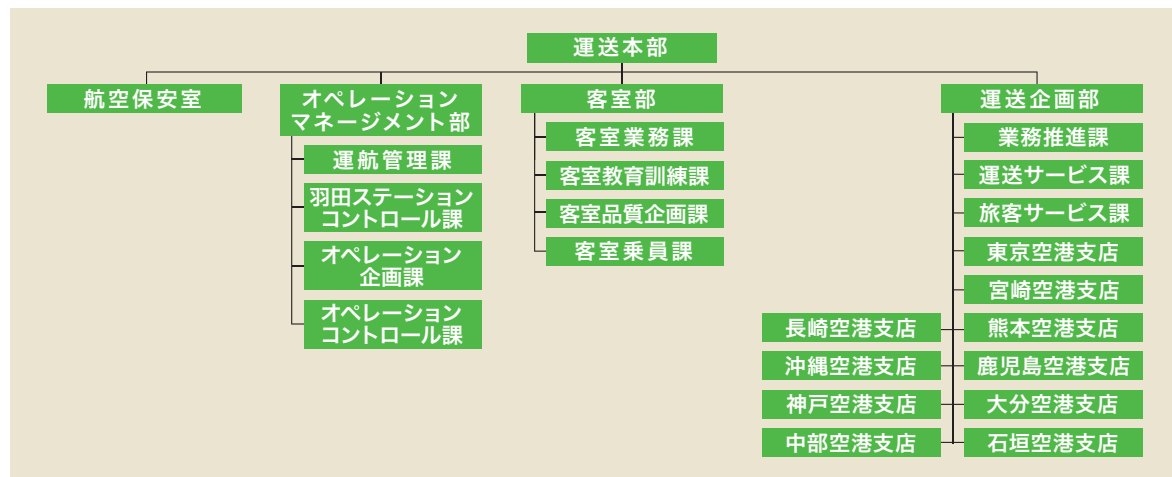 運送本部
航空保安室
オペレーション
マネージメント部
運航管理課
羽田ステーション
コントロール課
オペレーション
企画課
オペレーション
コントロール課
客室部
客室業務課
客室教育訓練課
客室品質企画課
客室乗員課
運送企画部
業務推進課
運送サービス課
旅客サービス課
東京空港支店
宮崎空港支店
長崎空港支店
熊本空港支店
沖縄空港支店
鹿児島空港支店
神戸空港支店
大分空港支店
中部空港支店
石垣空港支店